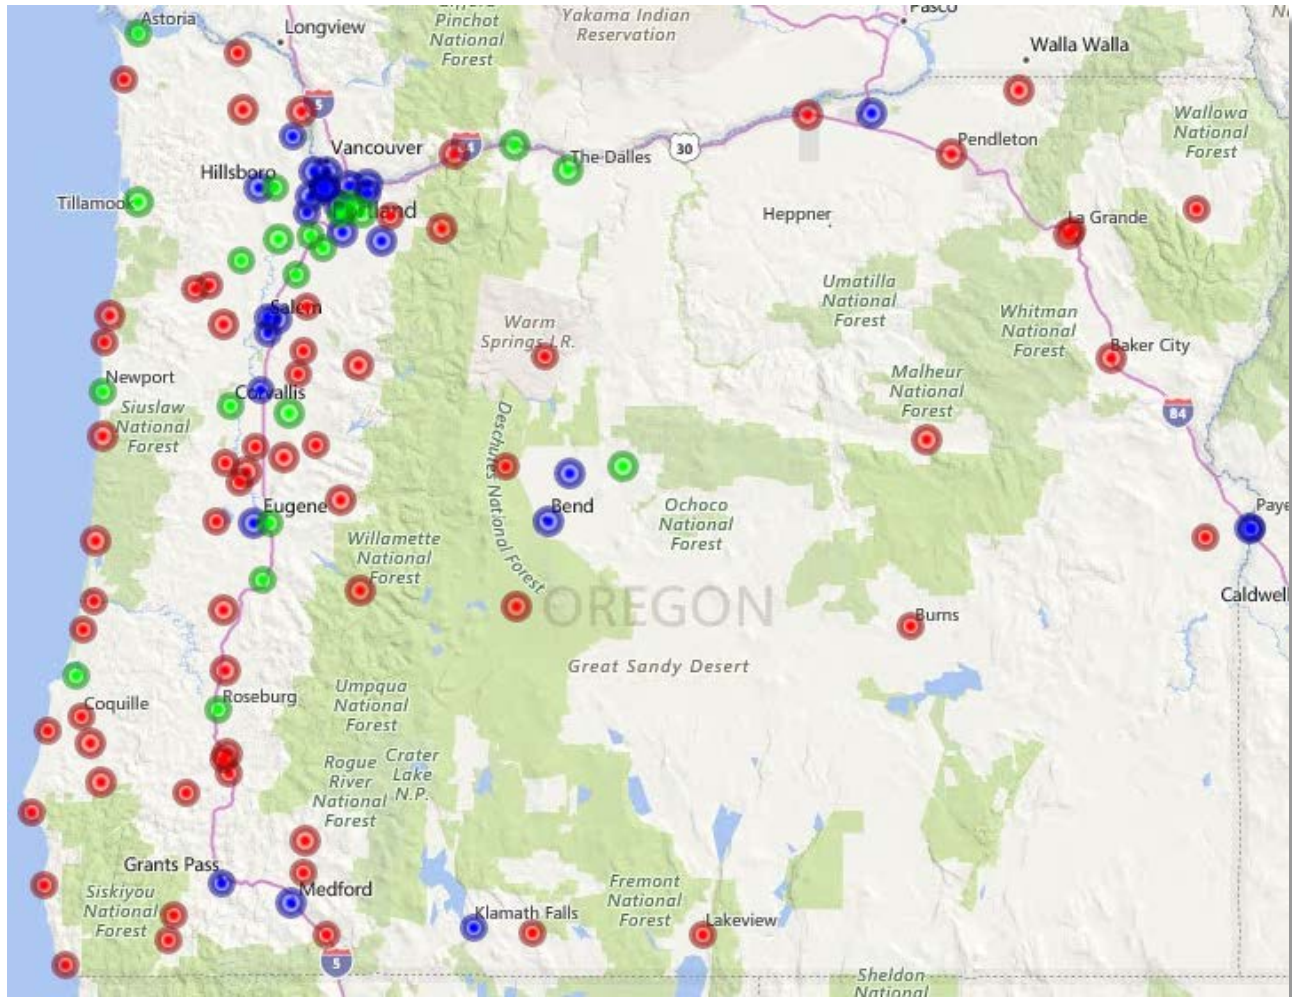 Astoria
Longview
Gifford
Pinchot
National
Forest
Yakama Indian
Reservation
Pasco
Walla Walla
5
Vancouver
84
The Dalles
30
Pendleton
Wallowa
National
Forest
Hillsboro
Tillamook
Portland
Heppner
La Grande
Salem
Warm
Springs I.R.
Umatilla
National
Forest
Whitman
National
Forest
Baker City
Newport
Siuslaw
National
Forest
Corvallis
Malheur
National
Forest
84
Deschutes National Forest
Eugene
Bend
Ochoco
National
Forest
Willamette
National
Forest
OREGON
Burns
Great Sandy Desert
Coquille
Roseburg
Umpqua
National
Forest
Rogue
River
National
Forest
Crater
Lake
N.P.
Grants Pass
Medford
Siskiyou
National
Forest
Klamath Falls
Fremont
National
Forest
Lakeview
5
Sheldon
National